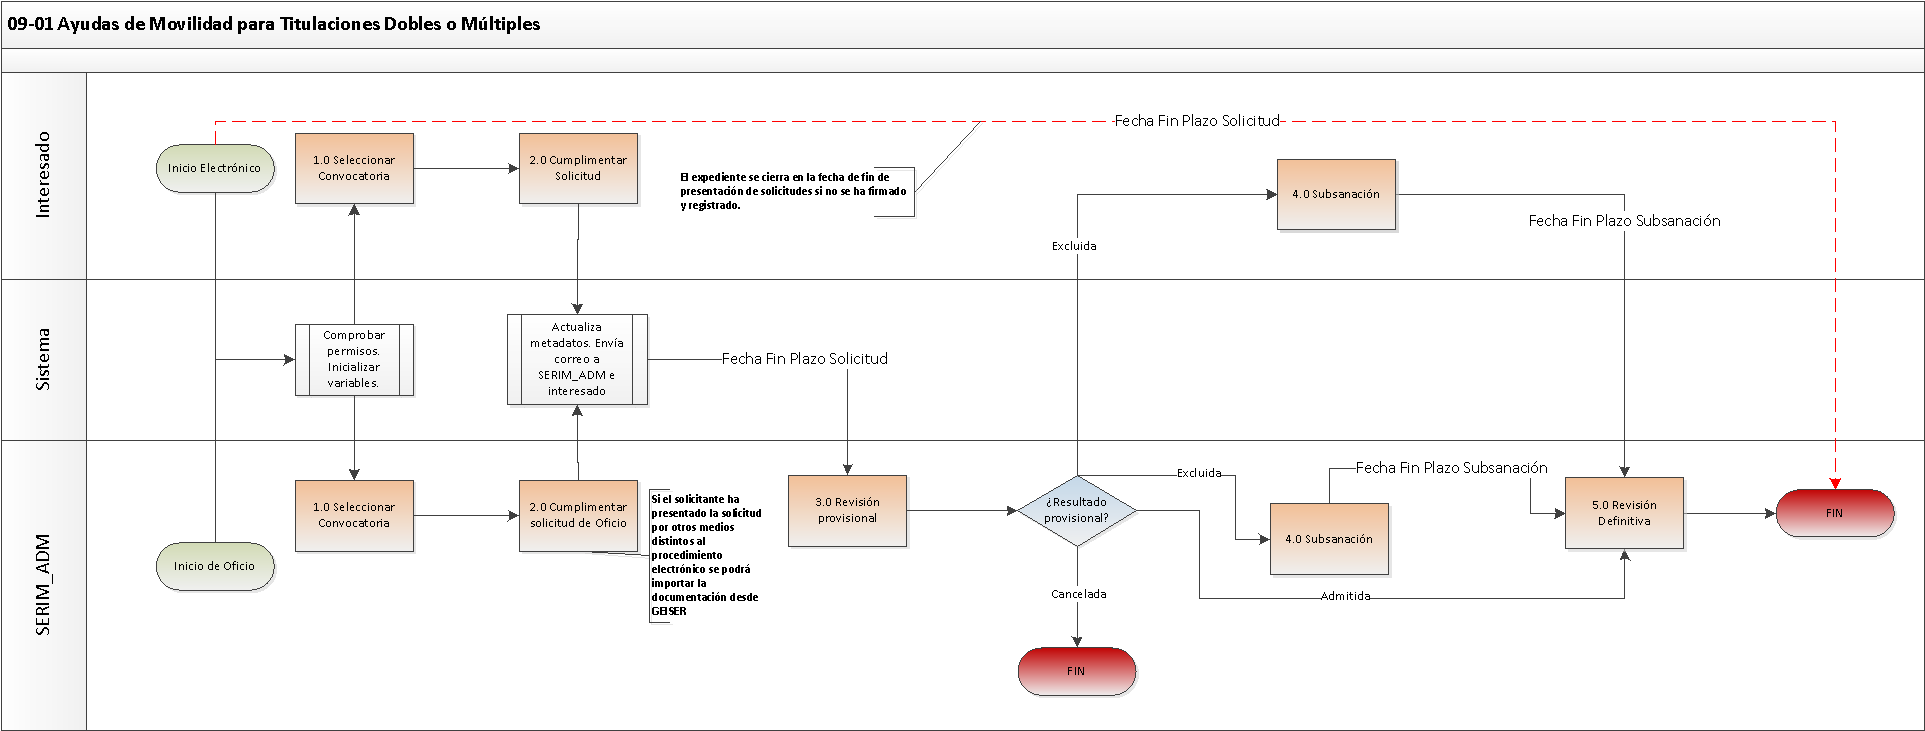 09-01 Ayudas de Movilidad para Titulaciones Dobles o Múltiples
Interesado
Inicio Electrónico
1.0 Seleccionar
Convocatoria
2.0 Cumplimentar
Solicitud
El expediente se cierra en la fecha de fin de
presentación de solicitudes si no se ha firmado
y registrado.
Fecha Fin Plazo Solicitud
Excluida
4.0 Subsanación
Fecha Fin Plazo Subsanación
Sistema
Comprobar
permisos.
Inicializar
variables.
Actualiza
metadatos. Envía
correo a
SERIM_ADM e
interesado
Fecha Fin Plazo Solicitud
SERIM_ADM
Inicio de Oficio
1.0 Seleccionar
Convocatoria
2.0 Cumplimentar
solicitud de Oficio
Si el solicitante ha
presentado la solicitud
por otros medios
distintos al
procedimiento
electrónico se podrá
importar la
documentación desde
GEISER
3.0 Revisión
provisional
¿Resultado
provisional?
Excluida
4.0 Subsanación
Fecha Fin Plazo Subsanación
Admitida
Cancelada
FIN
5.0 Revisión
Definitiva
FIN